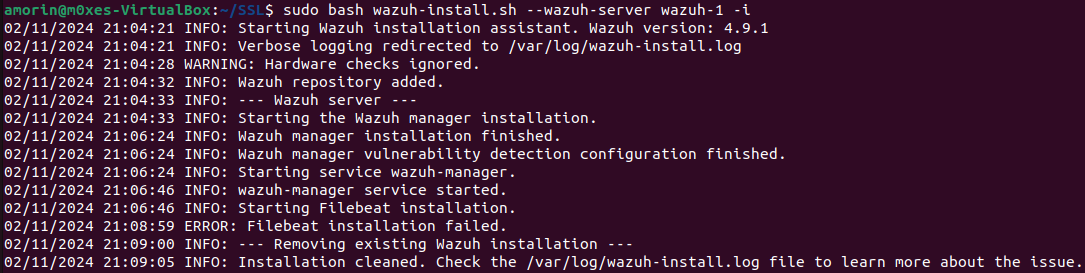 amorin@m0xes-VirtualBox:~/SSL$ sudo bash wazuh-install.sh --wazuh-server wazuh-1 -i
02/11/2024 21:04:21 INFO: Starting Wazuh installation assistant. Wazuh version: 4.9.1
02/11/2024 21:04:21 INFO: Verbose logging redirected to /var/log/wazuh-install.log
02/11/2024 21:04:28 WARNING: Hardware checks ignored.
02/11/2024 21:04:32 INFO: Wazuh repository added.
02/11/2024 21:04:33 INFO: --- Wazuh server ---
02/11/2024 21:04:33 INFO: Starting the Wazuh manager installation.
02/11/2024 21:06:24 INFO: Wazuh manager installation finished.
02/11/2024 21:06:24 INFO: Wazuh manager vulnerability detection configuration finished.
02/11/2024 21:06:24 INFO: Starting service wazuh-manager.
02/11/2024 21:06:46 INFO: wazuh-manager service started.
02/11/2024 21:06:46 INFO: Starting Filebeat installation.
02/11/2024 21:08:59 ERROR: Filebeat installation failed.
02/11/2024 21:09:00 INFO: --- Removing existing Wazuh installation ---
02/11/2024 21:09:05 INFO: Installation cleaned. Check the /var/log/wazuh-install.log file to learn more about the issue.